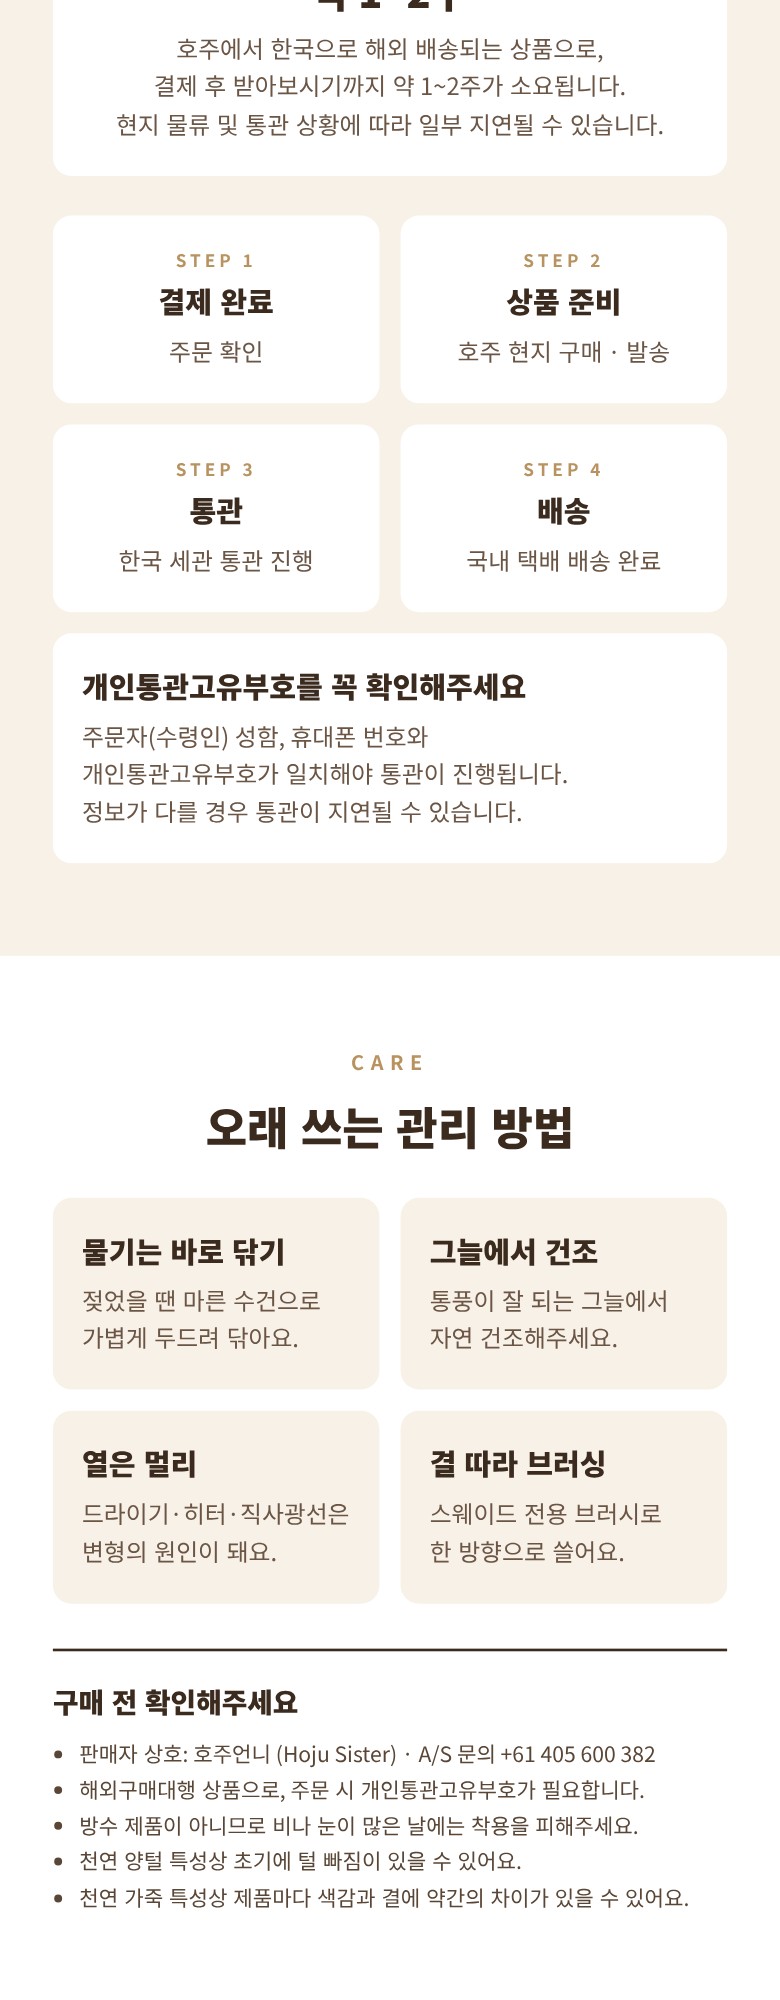 호주에서 한국으로 해외 배송되는 상품으로,
결제 후 받아보시기까지 약 1~2주가 소요됩니다.
현지 물류 및 통관 상황에 따라 일부 지연될 수 있습니다.
STEP 1
결제 완료
주문 확인
STEP 2
상품 준비
호주 현지 구매 · 발송
STEP 3
통관
한국 세관 통관 진행
STEP 4
배송
국내 택배 배송 완료
개인통관고유부호를 꼭 확인해주세요
주문자(수령인) 성함, 휴대폰 번호와
개인통관고유부호가 일치해야 통관이 진행됩니다.
정보가 다를 경우 통관이 지연될 수 있습니다.
CARE
오래 쓰는 관리 방법
물기는 바로 닦기
젖었을 땐 마른 수건으로
가볍게 두드려 닦아요.
그늘에서 건조
통풍이 잘 되는 그늘에서
자연 건조해주세요.
열은 멀리
드라이기·히터·직사광선은
변형의 원인이 돼요.
결 따라 브러싱
스웨이드 전용 브러시로
한 방향으로 쓸어요.
구매 전 확인해주세요
• 판매자 상호: 호주언니 (Hoju Sister) · A/S 문의 +61 405 600 382
• 해외구매대행 상품으로, 주문 시 개인통관고유부호가 필요합니다.
• 방수 제품이 아니므로 비나 눈이 많은 날에는 착용을 피해주세요.
• 천연 양털 특성상 초기에 털 빠짐이 있을 수 있어요.
• 천연 가죽 특성상 제품마다 색감과 결에 약간의 차이가 있을 수 있어요.